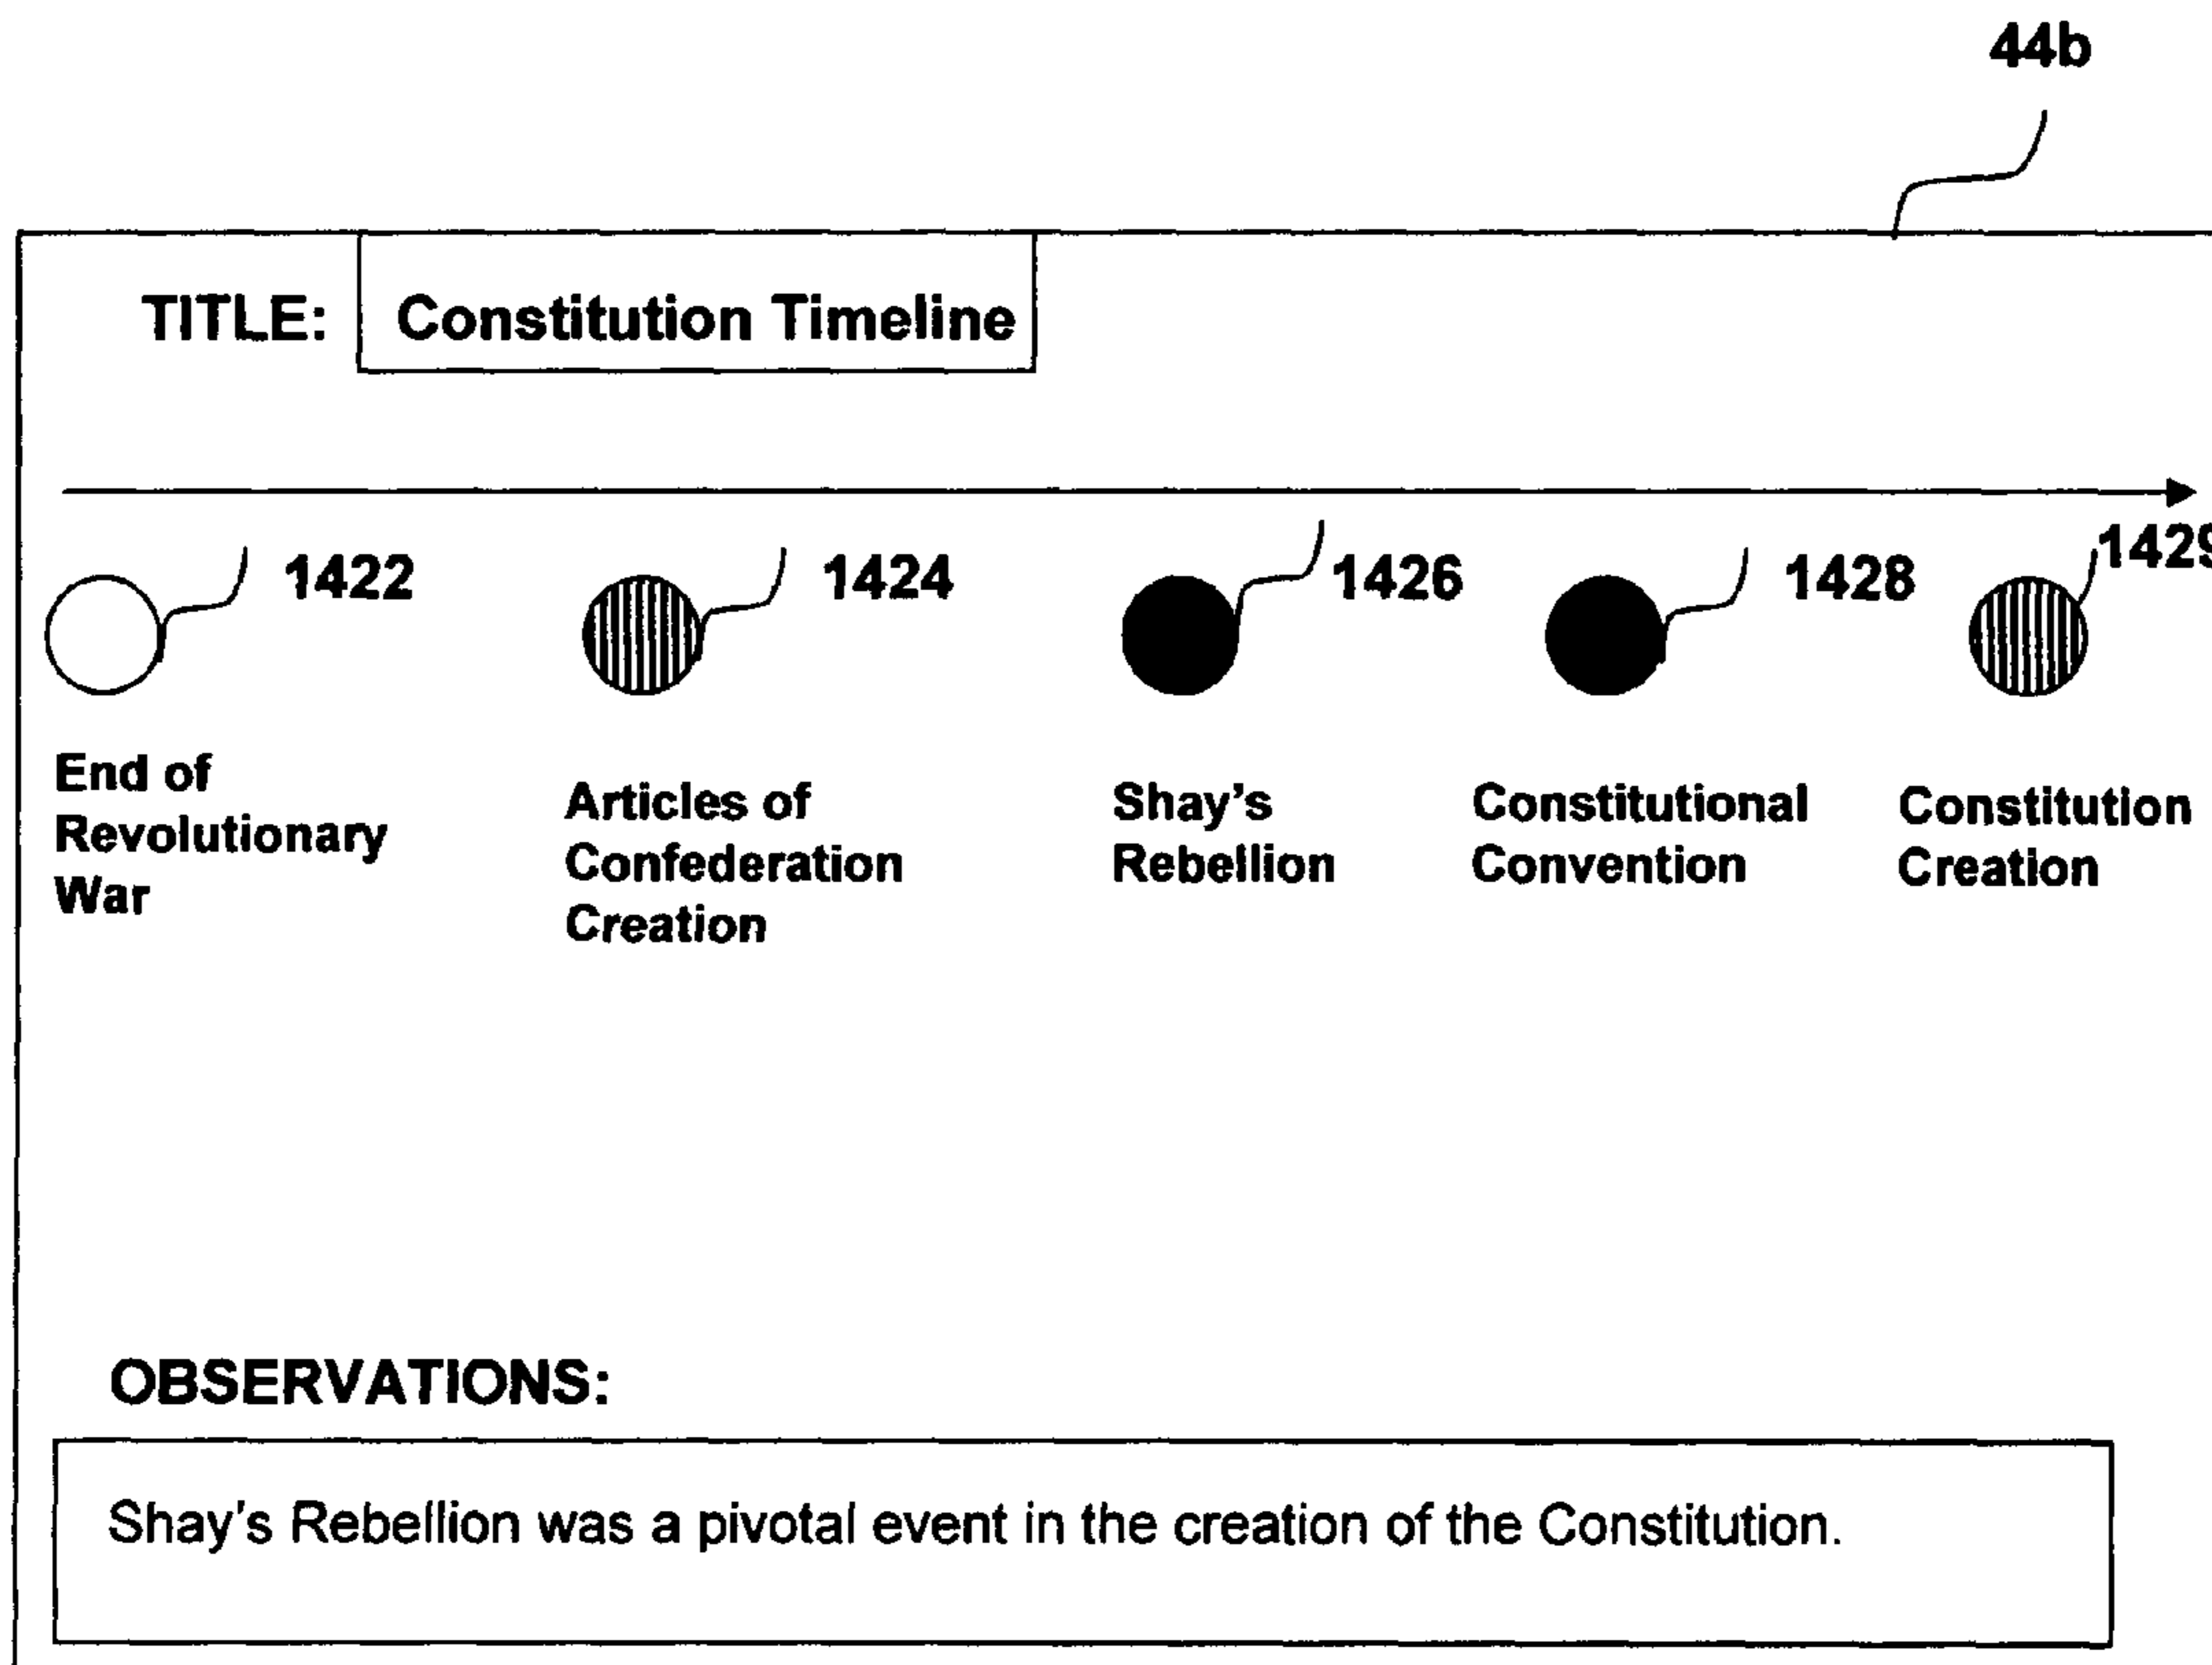 44b
TITLE: Constitution Timeline
1422 1424 1426 1428 1429
End of
Revolutionary
War
Articles of
Confederation
Creation
Shay's
Rebellion
Constitutional
Convention
Constitution
Creation
OBSERVATIONS:
Shay's Rebellion was a pivotal event in the creation of the Constitution.